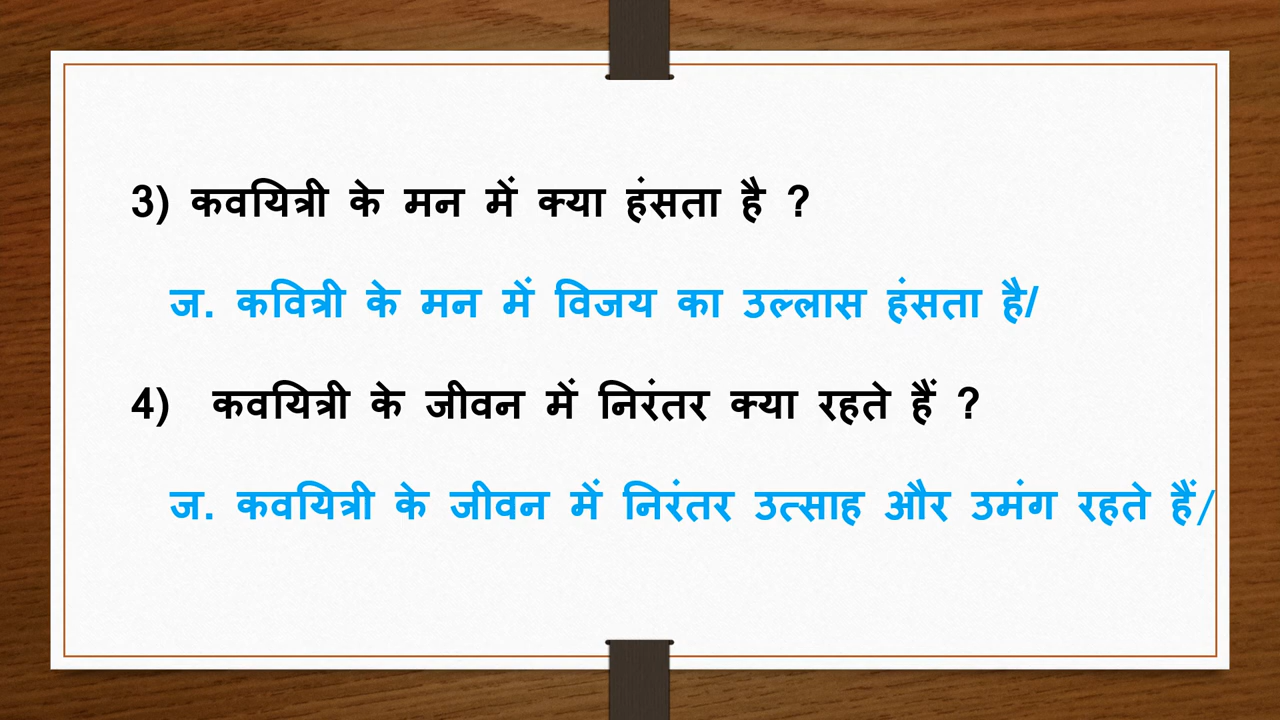 3) कवयित्री के मन में क्या हंसता है ?
ज. कवित्री के मन में विजय का उल्लास हंसता है/
4) कवयित्री के जीवन में निरंतर क्या रहते हैं ?
ज. कवयित्री के जीवन में निरंतर उत्साह और उमंग रहते हैं/